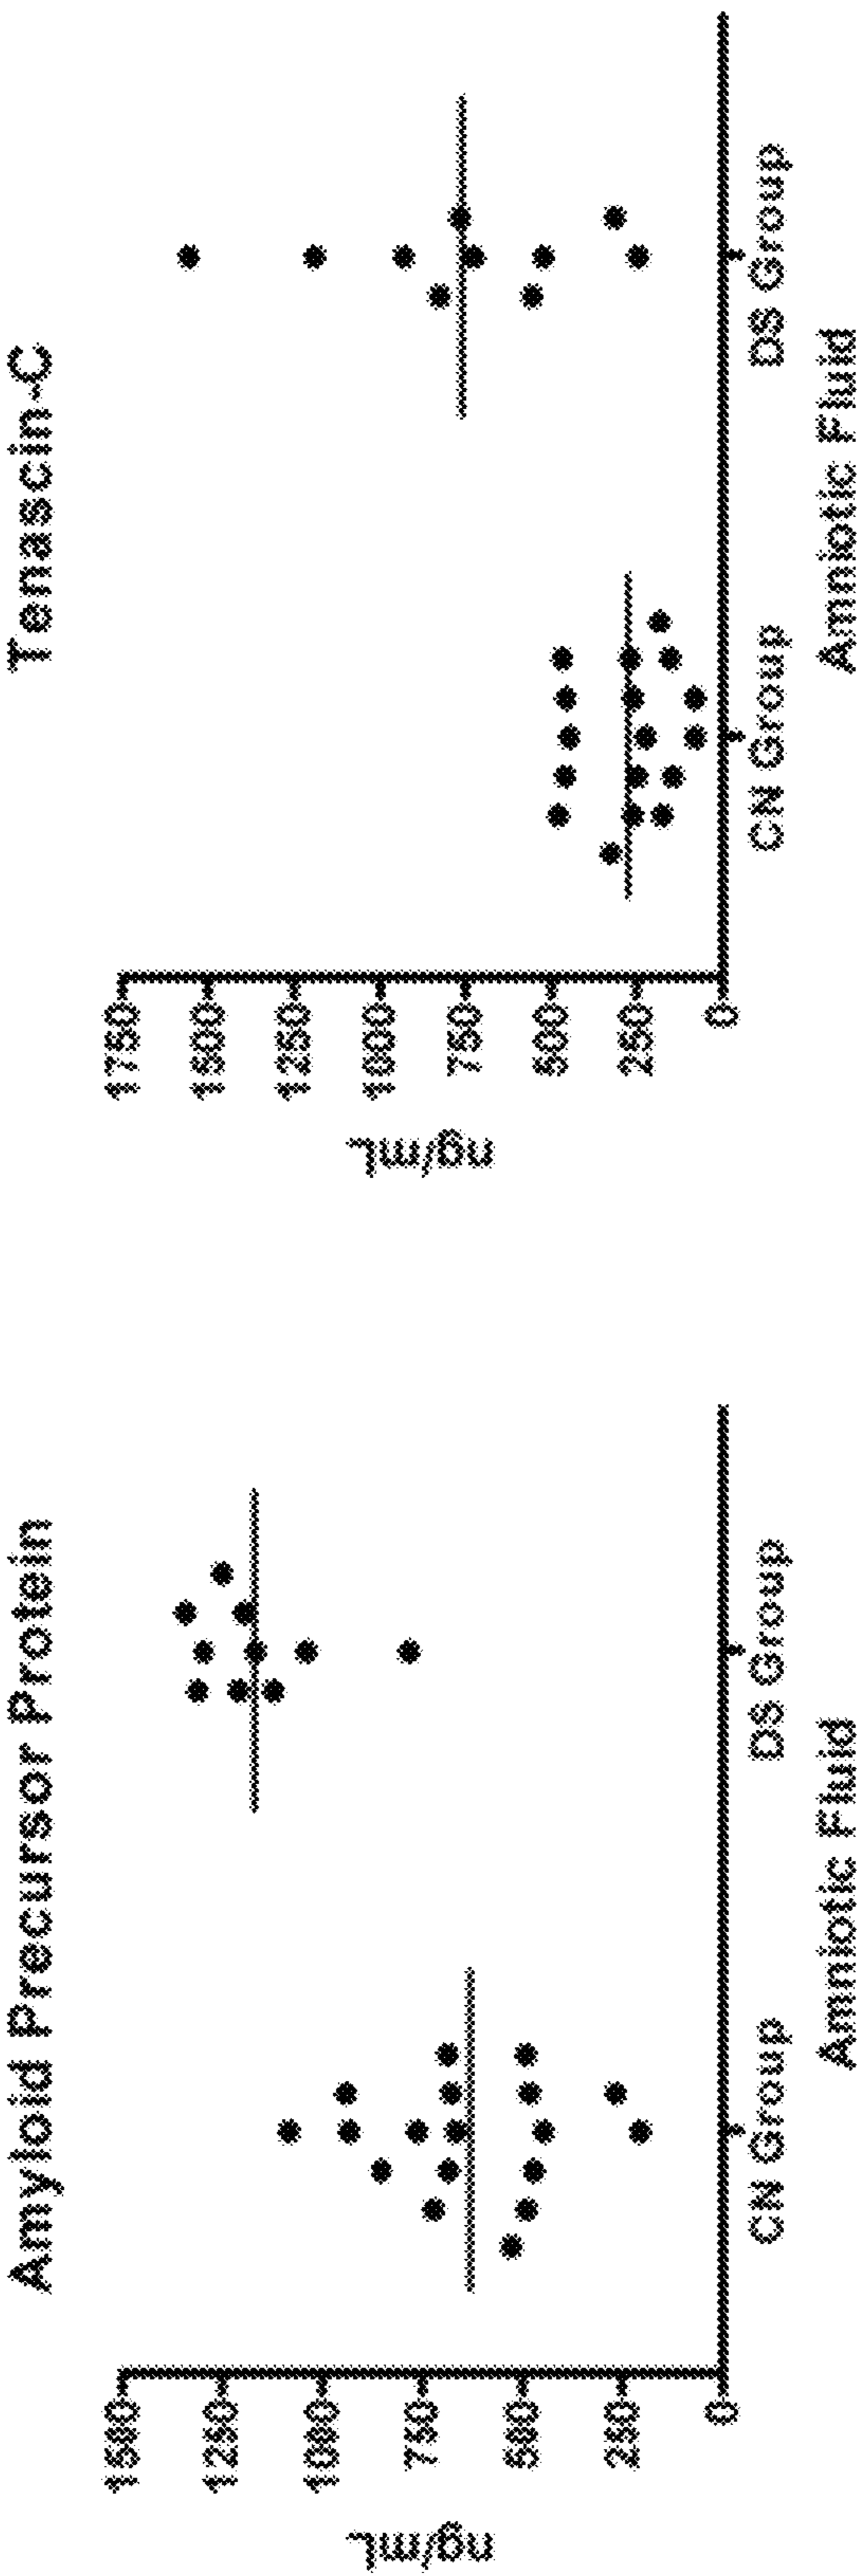 Amyloid Precursor Protein
ng/mL
1500
1250
1000
750
500
250
0
CN Group
DS Group
Amniotic Fluid
Tenascin-C
ng/mL
1750
1500
1250
1000
750
500
250
0
CN Group
DS Group
Amniotic Fluid